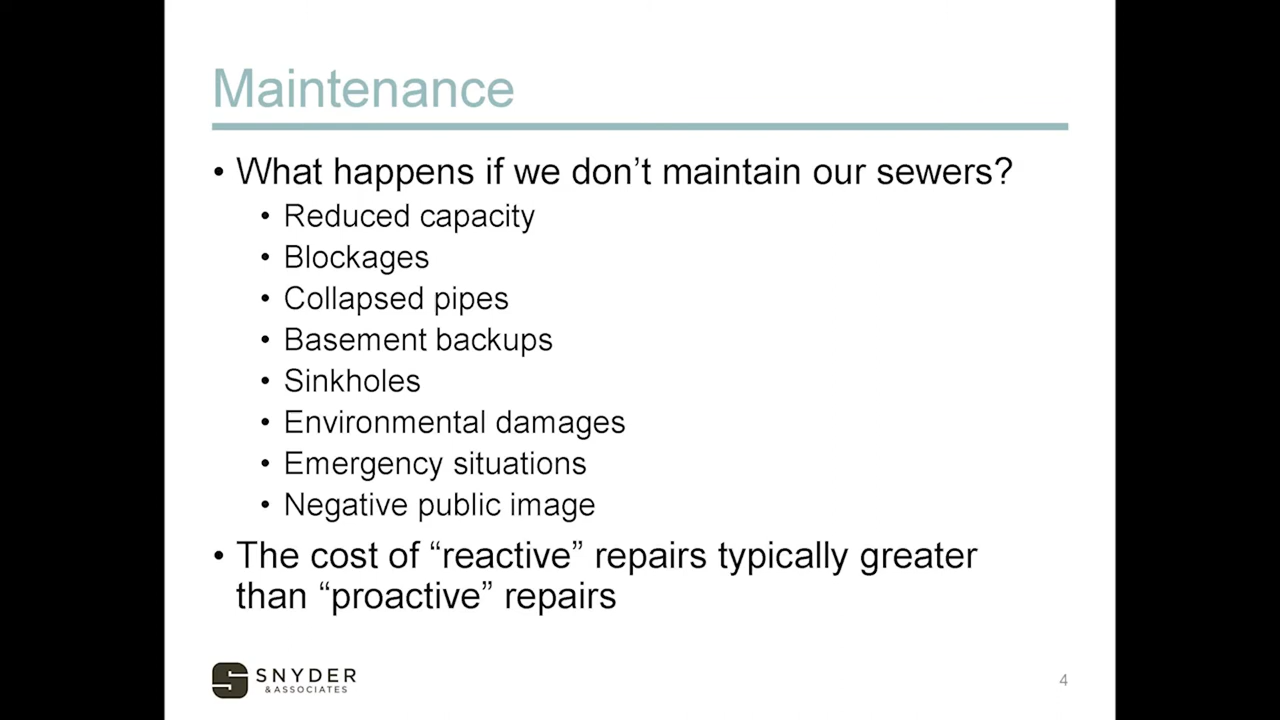 Maintenance
• What happens if we don’t maintain our sewers?
• Reduced capacity
• Blockages
• Collapsed pipes
• Basement backups
• Sinkholes
• Environmental damages
• Emergency situations
• Negative public image
• The cost of “reactive” repairs typically greater
than “proactive” repairs
SNYDER
& ASSOCIATES
4